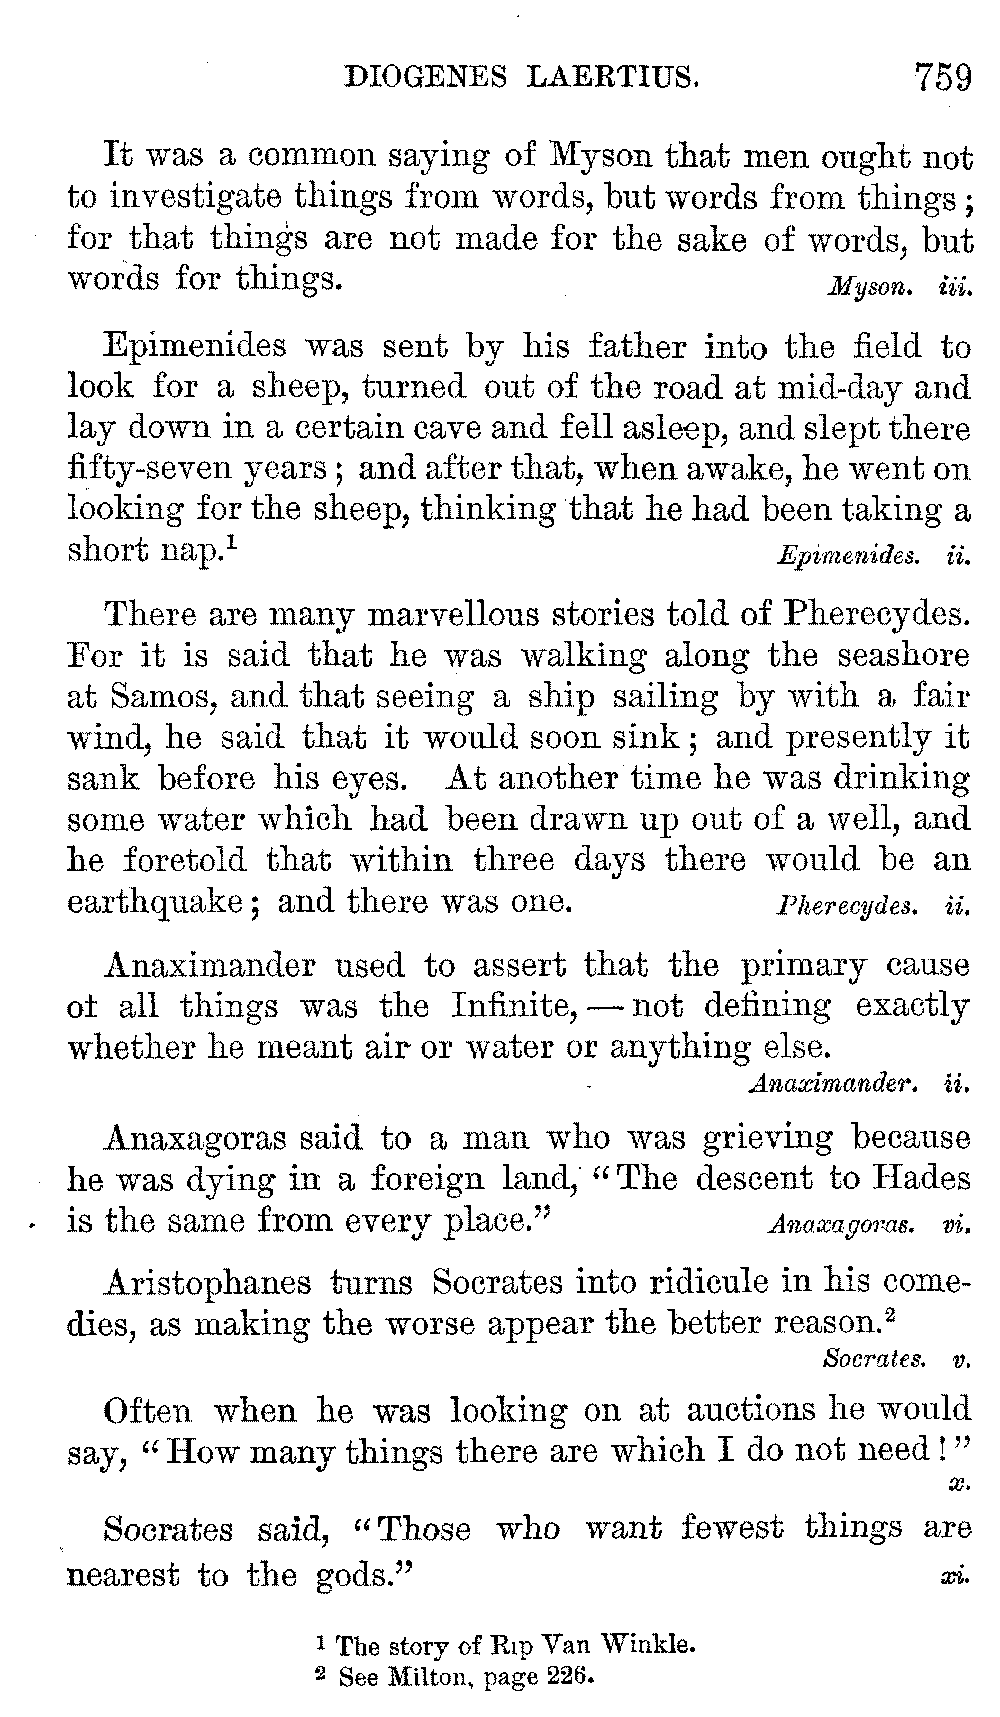 DIOGENES LAERTIUS. 759
It was a common saying of Myson that men ought not
to investigate things from words, but words from things;
for that things are not made for the sake of words, but
words for things. Myson. iii.
Epimenides was sent by his father into the field to
look for a sheep, turned out of the road at mid-day and
lay down in a certain cave and fell asleep, and slept there
fifty-seven years; and after that, when awake, he went on
looking for the sheep, thinking that he had been taking a
short nap.¹ Epimenides. ii.
There are many marvellous stories told of Pherecydes.
For it is said that he was walking along the seashore
at Samos, and that seeing a ship sailing by with a fair
wind, he said that it would soon sink; and presently it
sank before his eyes. At another time he was drinking
some water which had been drawn up out of a well, and
he foretold that within three days there would be an
earthquake; and there was one. Pherecydes. ii.
Anaximander used to assert that the primary cause
of all things was the Infinite, — not defining exactly
whether he meant air or water or anything else.
Anaximander. ii.
Anaxagoras said to a man who was grieving because
he was dying in a foreign land, “The descent to Hades
is the same from every place.” Anaxagoras. vi.
Aristophanes turns Socrates into ridicule in his come-
dies, as making the worse appear the better reason.²
Socrates. v.
Often when he was looking on at auctions he would
say, “How many things there are which I do not need!”
x.
Socrates said, “Those who want fewest things are
nearest to the gods.” xi.
¹ The story of Rip Van Winkle.
² See Milton, page 226.